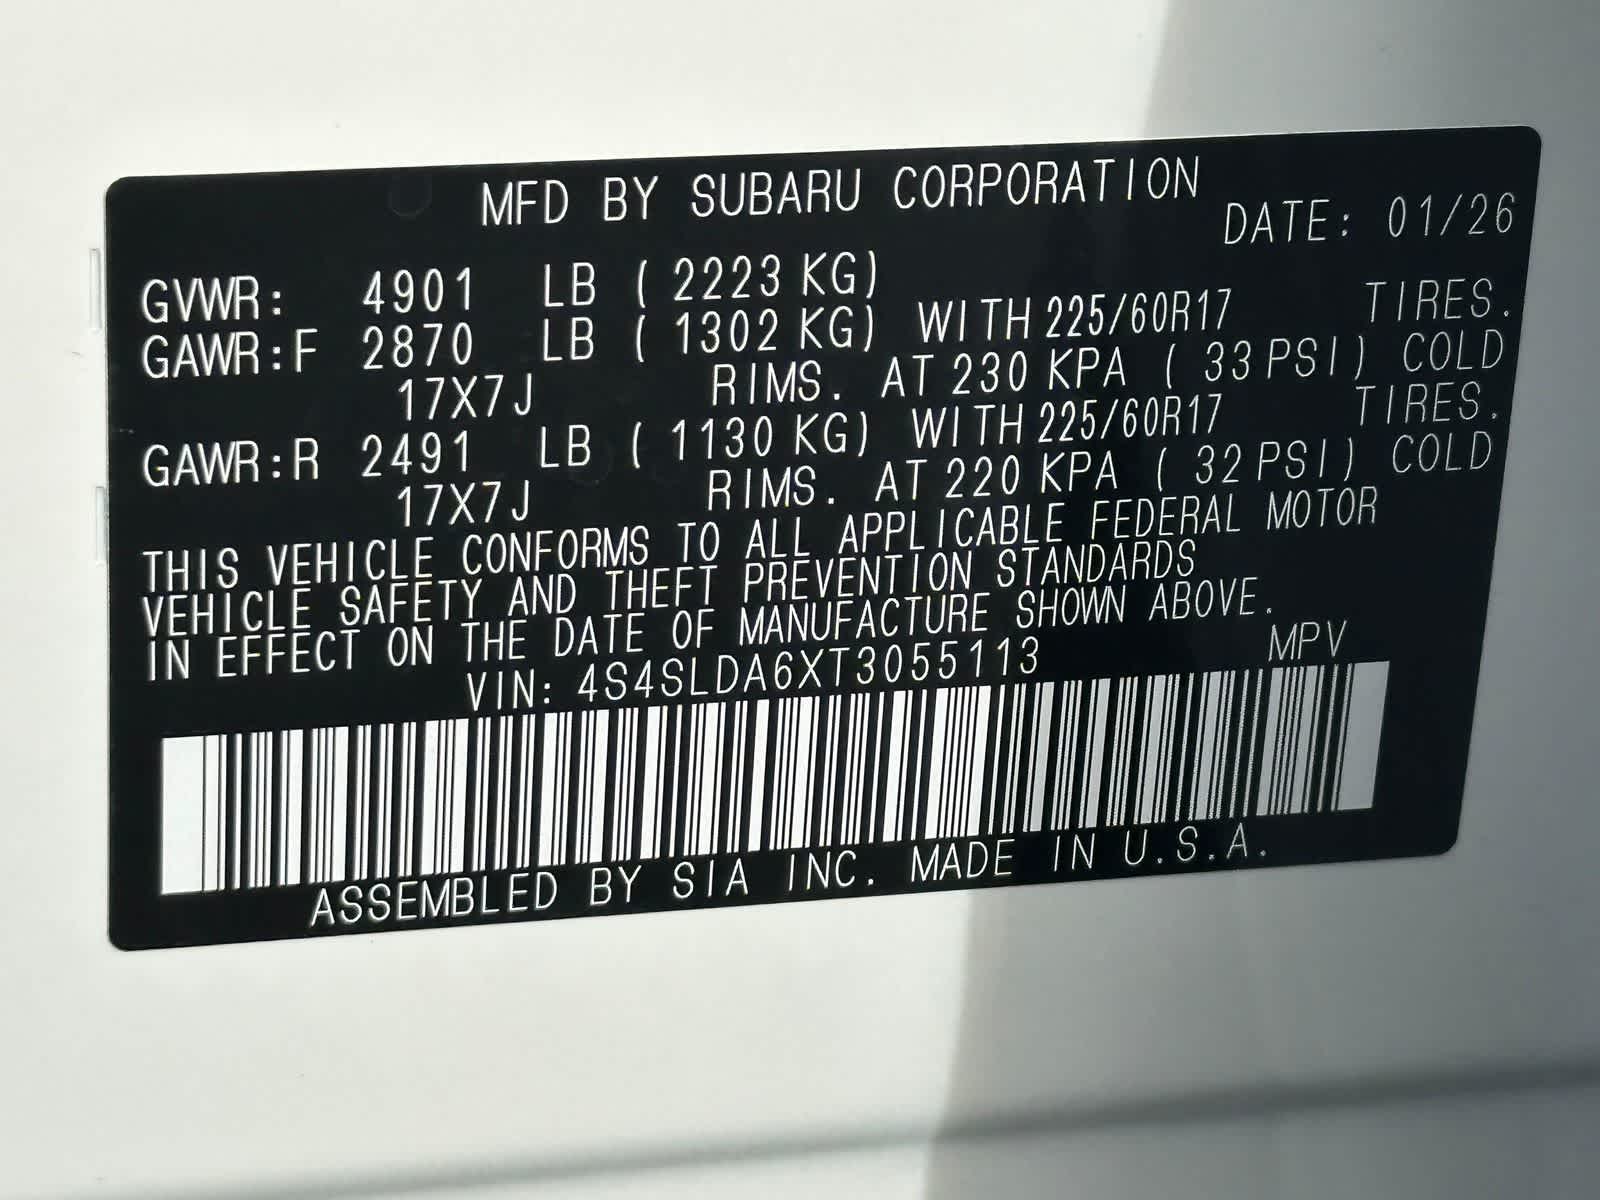 MFD BY SUBARU CORPORATION
DATE: 01/26
GVWR: 4901 LB ( 2223 KG)
GAWR:F 2870 LB ( 1302 KG) WITH 225/60R17 TIRES.
17X7J RIMS. AT 230 KPA ( 33 PSI) COLD
GAWR:R 2491 LB ( 1130 KG) WITH 225/60R17 TIRES.
17X7J RIMS. AT 220 KPA ( 32 PSI) COLD
THIS VEHICLE CONFORMS TO ALL APPLICABLE FEDERAL MOTOR
VEHICLE SAFETY AND THEFT PREVENTION STANDARDS
IN EFFECT ON THE DATE OF MANUFACTURE SHOWN ABOVE.
VIN: 4S4SLDA6XT3055113 MPV
ASSEMBLED BY SIA INC. MADE IN U.S.A.